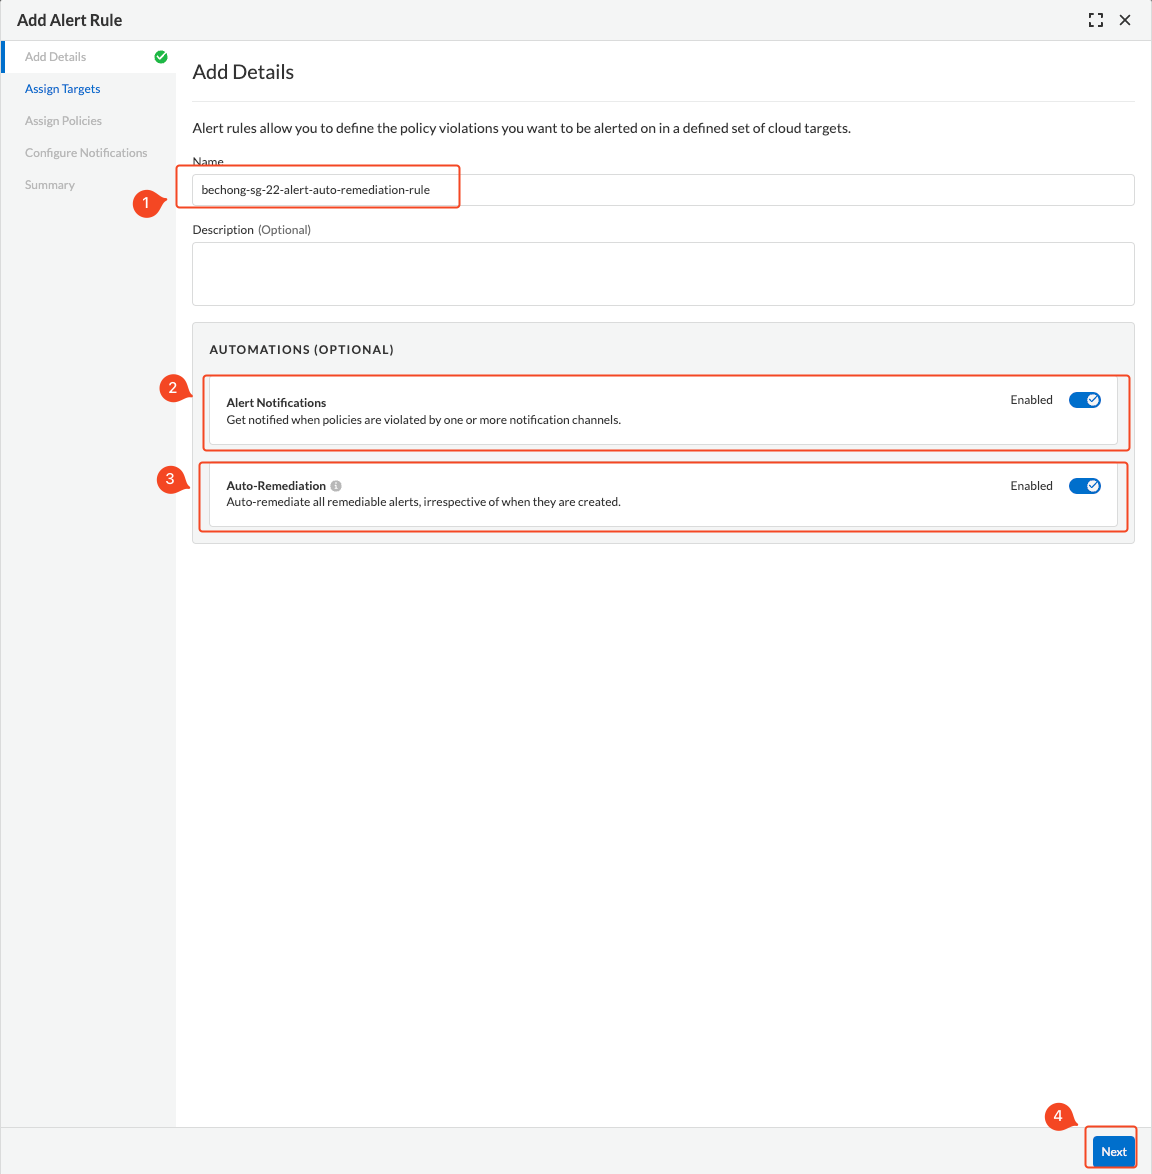 Add Alert Rule
Add Details
Assign Targets
Assign Policies
Configure Notifications
Summary
Add Details
Alert rules allow you to define the policy violations you want to be alerted on in a defined set of cloud targets.
Name
1
bechong-sg-22-alert-auto-remediation-rule
Description (Optional)
AUTOMATIONS (OPTIONAL)
2
Alert Notifications
Enabled
Get notified when policies are violated by one or more notification channels.
3
Auto-Remediation
Enabled
Auto-remediate all remediable alerts, irrespective of when they are created.
4
Next